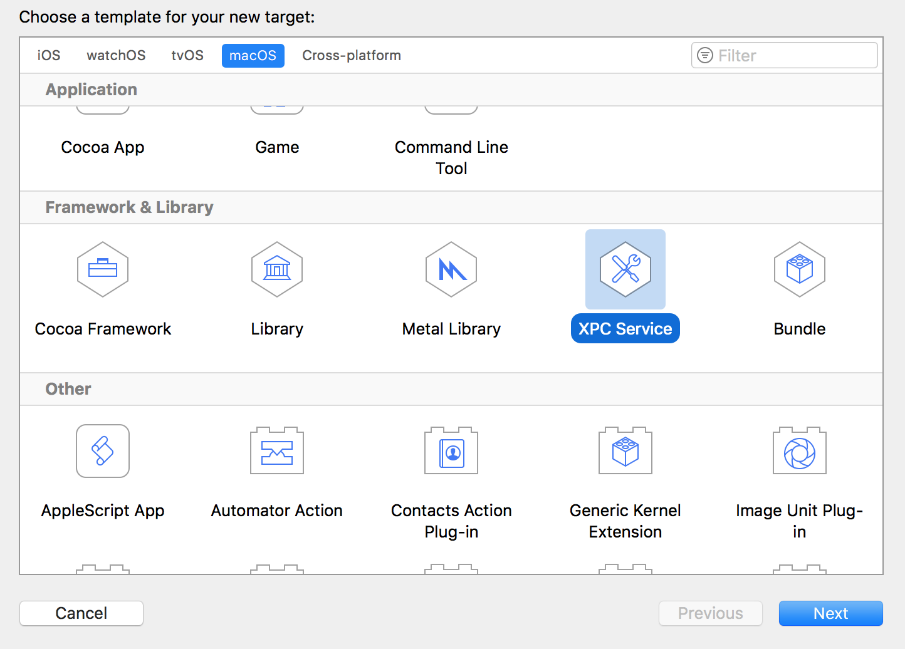 Choose a template for your new target:
iOS watchOS tvOS macOS Cross-platform Filter
Application
Cocoa App Game Command Line
Tool
Framework & Library
Cocoa Framework Library Metal Library XPC Service Bundle
Other
AppleScript App Automator Action Contacts Action Generic Kernel Image Unit Plug-
Plug-in Extension in
Cancel Previous Next